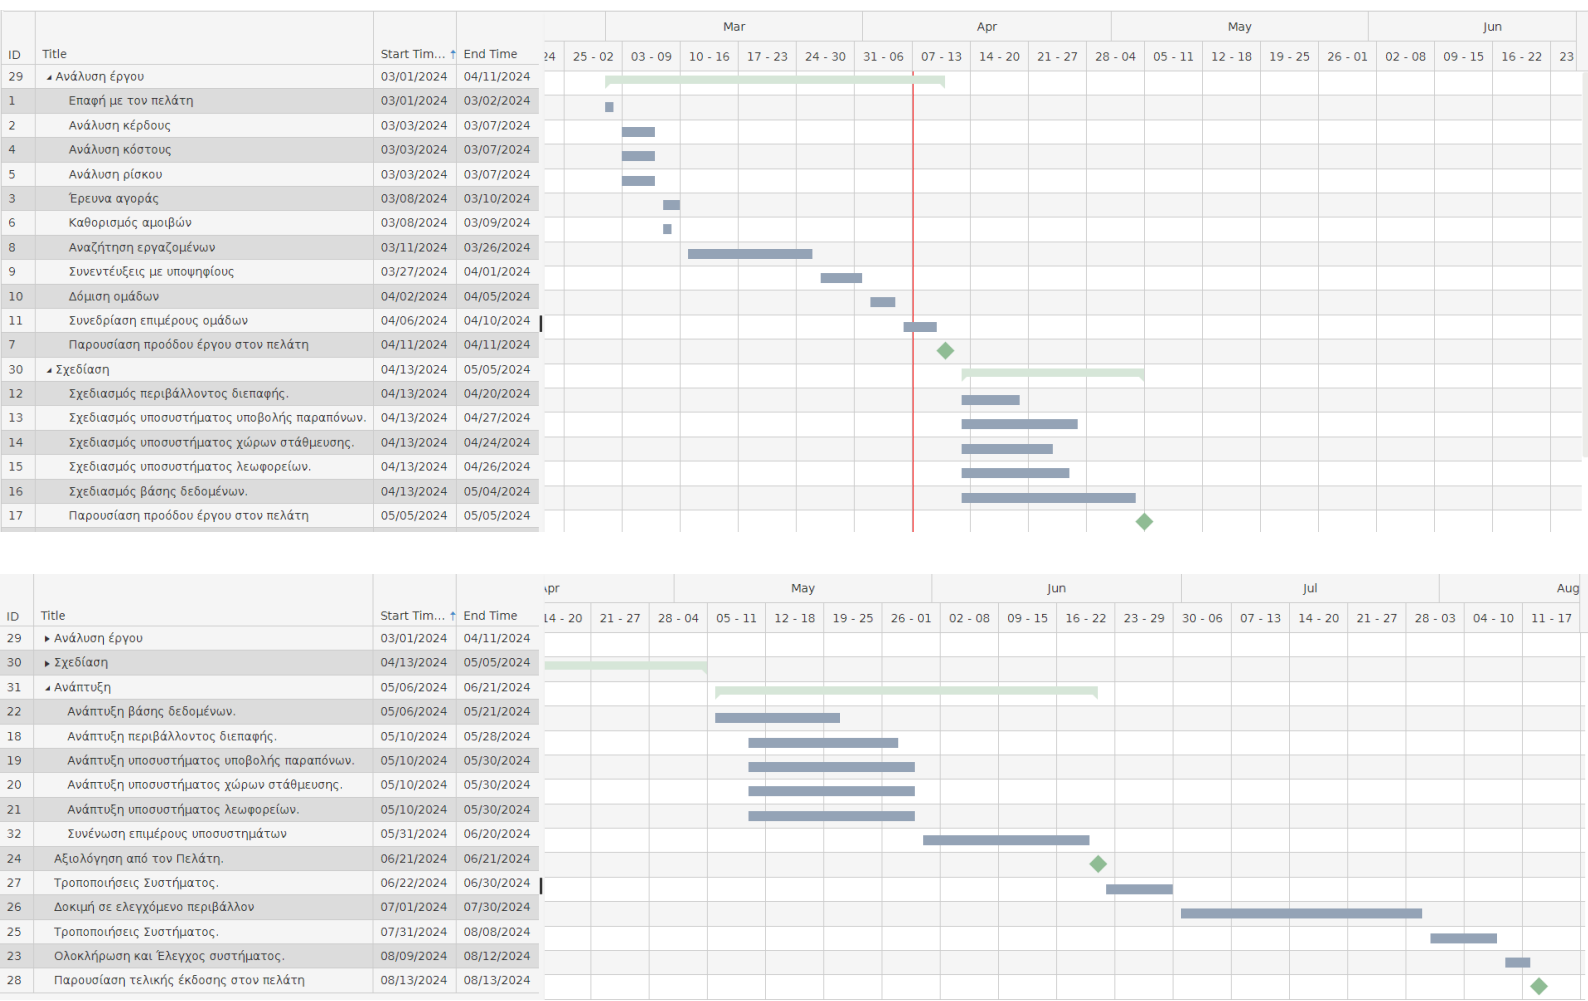 Mar Apr May Jun
ID Title Start Tim... ↑ End Time 24 25 - 02 03 - 09 10 - 16 17 - 23 24 - 30 31 - 06 07 - 13 14 - 20 21 - 27 28 - 04 05 - 11 12 - 18 19 - 25 26 - 01 02 - 08 09 - 15 16 - 22 23
29 Ανάλυση έργου 03/01/2024 04/11/2024
1 Επαφή με τον πελάτη 03/01/2024 03/02/2024
2 Ανάλυση κέρδους 03/03/2024 03/07/2024
4 Ανάλυση κόστους 03/03/2024 03/07/2024
5 Ανάλυση ρίσκου 03/03/2024 03/07/2024
3 Έρευνα αγοράς 03/08/2024 03/10/2024
6 Καθορισμός αμοιβών 03/08/2024 03/09/2024
8 Αναζήτηση εργαζομένων 03/11/2024 03/26/2024
9 Συνεντέυξεις με υποψηφίους 03/27/2024 04/01/2024
10 Δόμιση ομάδων 04/02/2024 04/05/2024
11 Συνεδρίαση επιμέρους ομάδων 04/06/2024 04/10/2024
7 Παρουσίαση προόδου έργου στον πελάτη 04/11/2024 04/11/2024
30 Σχεδίαση 04/13/2024 05/05/2024
12 Σχεδιασμός περιβάλλοντος διεπαφής. 04/13/2024 04/20/2024
13 Σχεδιασμός υποσυστήματος υποβολής παραπόνων. 04/13/2024 04/27/2024
14 Σχεδιασμός υποσυστήματος χώρων στάθμευσης. 04/13/2024 04/24/2024
15 Σχεδιασμός υποσυστήματος λεωφορείων. 04/13/2024 04/26/2024
16 Σχεδιασμός βάσης δεδομένων. 04/13/2024 05/04/2024
17 Παρουσίαση προόδου έργου στον πελάτη 05/05/2024 05/05/2024
Apr May Jun Jul Aug
ID Title Start Tim... ↑ End Time 14 - 20 21 - 27 28 - 04 05 - 11 12 - 18 19 - 25 26 - 01 02 - 08 09 - 15 16 - 22 23 - 29 30 - 06 07 - 13 14 - 20 21 - 27 28 - 03 04 - 10 11 - 17
29 Ανάλυση έργου 03/01/2024 04/11/2024
30 Σχεδίαση 04/13/2024 05/05/2024
31 Ανάπτυξη 05/06/2024 06/21/2024
22 Ανάπτυξη βάσης δεδομένων. 05/06/2024 05/21/2024
18 Ανάπτυξη περιβάλλοντος διεπαφής. 05/10/2024 05/28/2024
19 Ανάπτυξη υποσυστήματος υποβολής παραπόνων. 05/10/2024 05/30/2024
20 Ανάπτυξη υποσυστήματος χώρων στάθμευσης. 05/10/2024 05/30/2024
21 Ανάπτυξη υποσυστήματος λεωφορείων. 05/10/2024 05/30/2024
32 Συνένωση επιμέρους υποσυστημάτων 05/31/2024 06/20/2024
24 Αξιολόγηση από τον Πελάτη. 06/21/2024 06/21/2024
27 Τροποποιήσεις Συστήματος. 06/22/2024 06/30/2024
26 Δοκιμή σε ελεγχόμενο περιβάλλον 07/01/2024 07/30/2024
25 Τροποποιήσεις Συστήματος. 07/31/2024 08/08/2024
23 Ολοκλήρωση και Έλεγχος συστήματος. 08/09/2024 08/12/2024
28 Παρουσίαση τελικής έκδοσης στον πελάτη 08/13/2024 08/13/2024